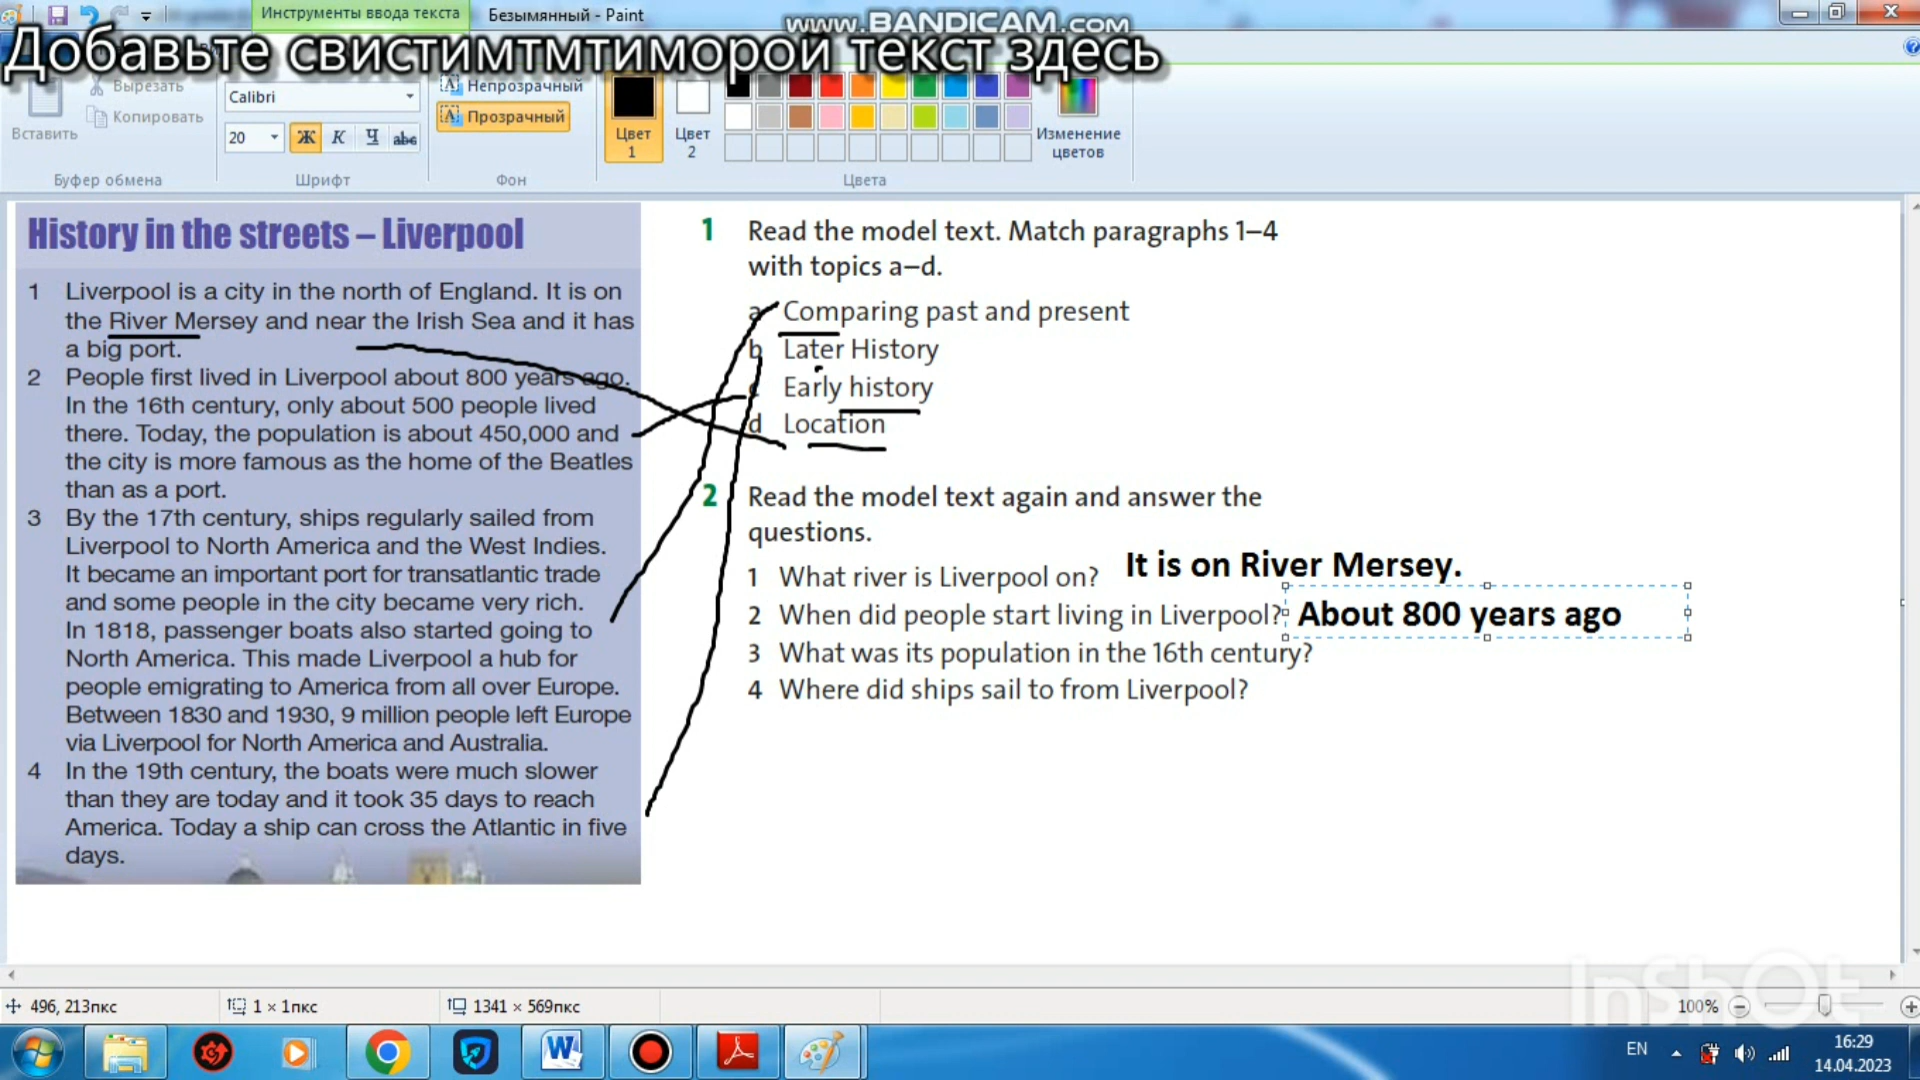 Инструменты ввода текста
Безымянный - Paint
www.BANDICAM.com
Добавьте свистимтмтиморой текст здесь
Вставить
Вырезать
Копировать
Буфер обмена
Calibri
20
Ж К Ч abc
Шрифт
Непрозрачный
Прозрачный
Фон
Цвет 1
Цвет 2
Изменение цветов
Цвета
History in the streets – Liverpool
1 Liverpool is a city in the north of England. It is on
the River Mersey and near the Irish Sea and it has
a big port.
2 People first lived in Liverpool about 800 years ago.
In the 16th century, only about 500 people lived
there. Today, the population is about 450,000 and
the city is more famous as the home of the Beatles
than as a port.
3 By the 17th century, ships regularly sailed from
Liverpool to North America and the West Indies.
It became an important port for transatlantic trade
and some people in the city became very rich.
In 1818, passenger boats also started going to
North America. This made Liverpool a hub for
people emigrating to America from all over Europe.
Between 1830 and 1930, 9 million people left Europe
via Liverpool for North America and Australia.
4 In the 19th century, the boats were much slower
than they are today and it took 35 days to reach
America. Today a ship can cross the Atlantic in five
days.
1 Read the model text. Match paragraphs 1–4
with topics a–d.
a Comparing past and present
b Later History
c Early history
d Location
2 Read the model text again and answer the
questions.
1 What river is Liverpool on? It is on River Mersey.
2 When did people start living in Liverpool? About 800 years ago
3 What was its population in the 16th century?
4 Where did ships sail to from Liverpool?
InShOt
496, 213пкс
1 × 1пкс
1341 × 569пкс
100%
EN
16:29
14.04.2023